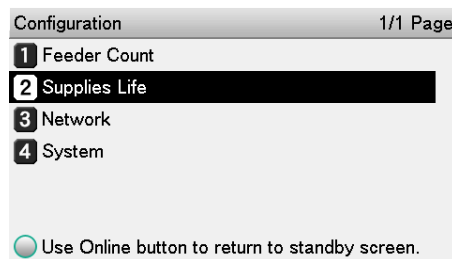 Configuration 1/1 Page
1 Feeder Count
2 Supplies Life
3 Network
4 System
Use Online button to return to standby screen.